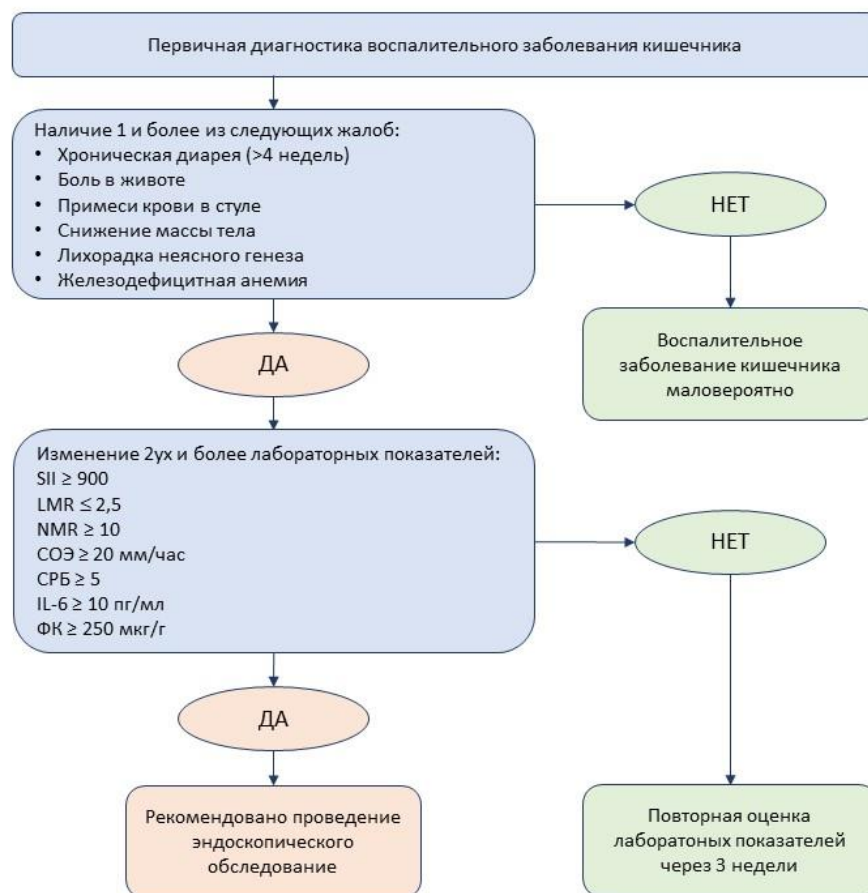 Первичная диагностика воспалительного заболевания кишечника
Наличие 1 и более из следующих жалоб:
• Хроническая диарея (>4 недель)
• Боль в животе
• Примеси крови в стуле
• Снижение массы тела
• Лихорадка неясного генеза
• Железодефицитная анемия
НЕТ
Воспалительное
заболевание кишечника
маловероятно
ДА
Изменение 2ух и более лабораторных показателей:
SII ≥ 900
LMR ≤ 2,5
NMR ≥ 10
СОЭ ≥ 20 мм/час
СРБ ≥ 5
IL-6 ≥ 10 пг/мл
ФК ≥ 250 мкг/г
НЕТ
ДА
Рекомендовано проведение
эндоскопического
обследование
Повторная оценка
лаборатоных показателей
через 3 недели